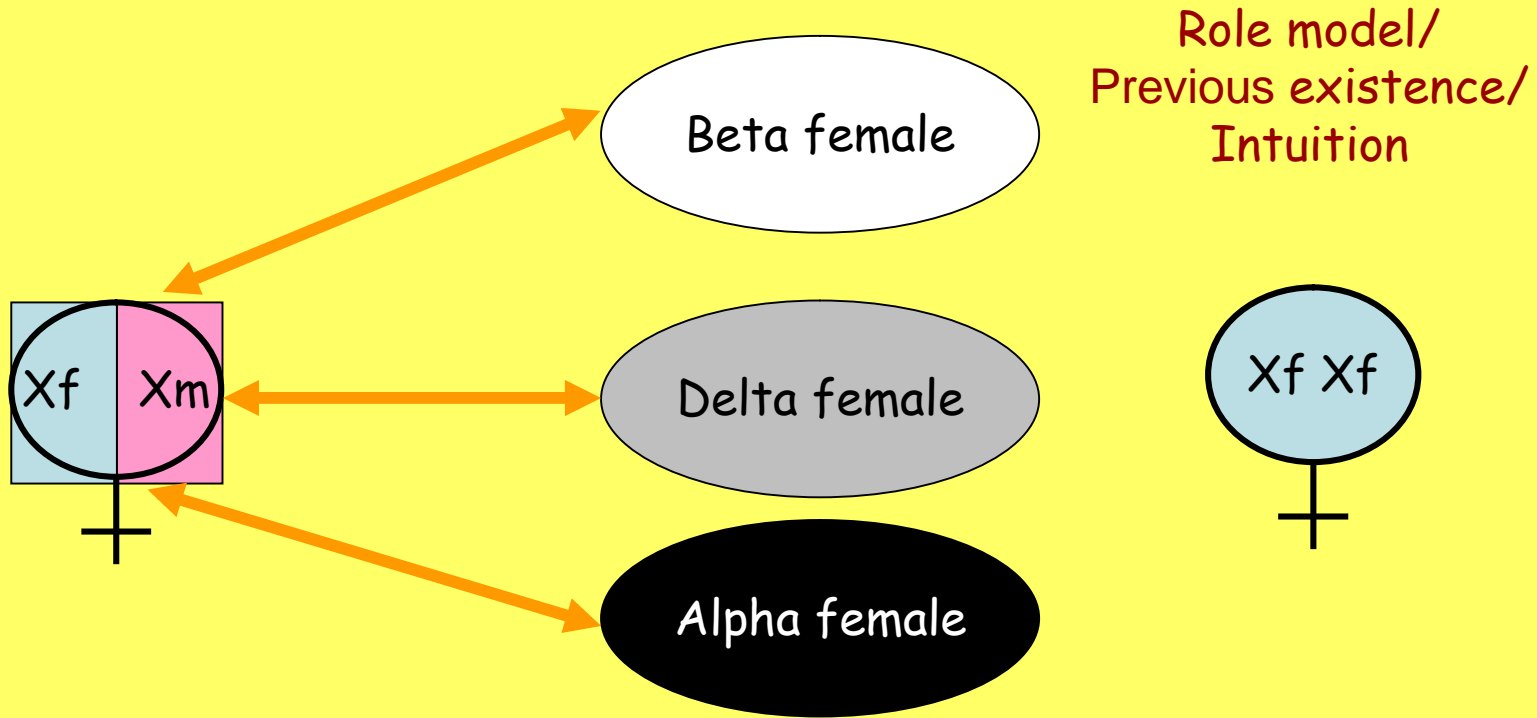 Role model/
Previous existence/
Intuition
Beta female
Xf Xm
Delta female
Xf Xf
Alpha female